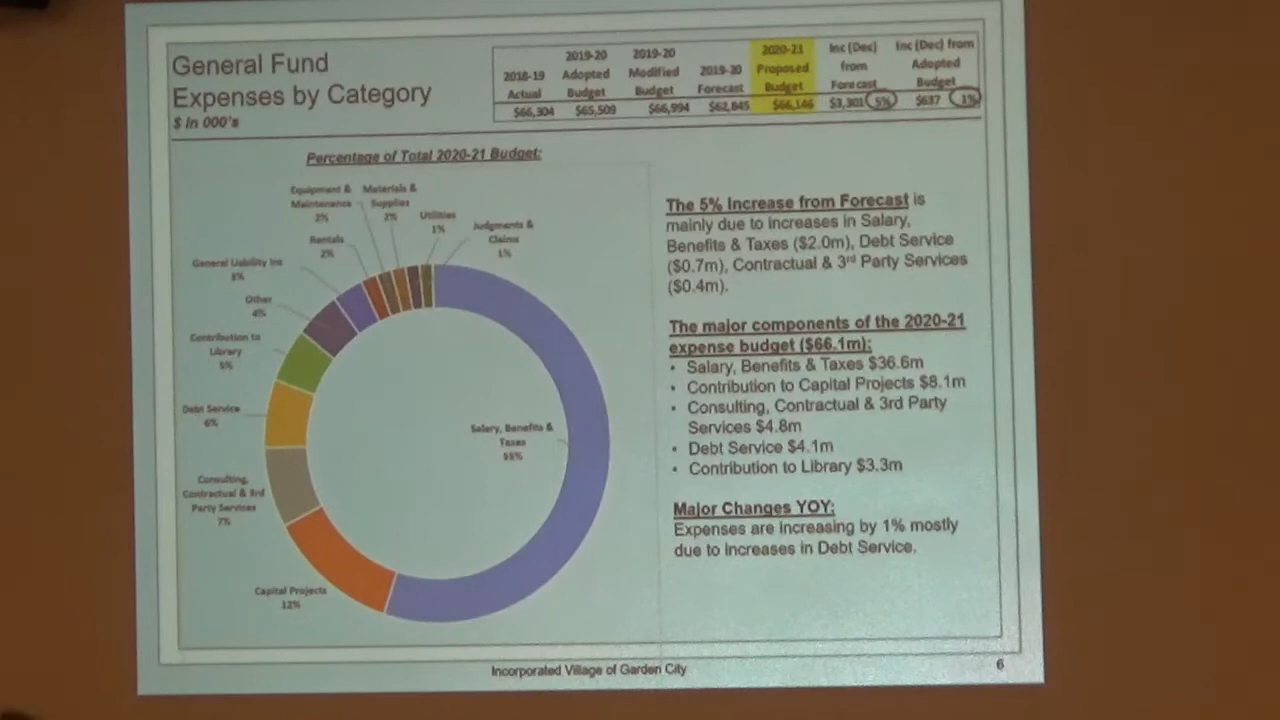 General Fund
Expenses by Category
$ in 000's
2018-19
Actual
2019-20
Adopted
Budget
2019-20
Modified
Budget
2019-20
Forecast
2020-21
Proposed
Budget
Inc (Dec)
from
Forecast
Inc (Dec) from
Adopted
Budget
$66,304 $65,509 $66,994 $62,845 $66,146 $3,301 5% $637 1%
Percentage of Total 2020-21 Budget:
Equipment &
Maintenance
2%
Materials &
Supplies
2%
Utilities
1%
Judgments &
Claims
1%
Rentals
2%
General Liability Ins
3%
Other
4%
Contribution to
Library
5%
Debt Service
6%
Consulting,
Contractual & 3rd
Party Services
7%
Capital Projects
12%
Salary, Benefits &
Taxes
55%
The 5% Increase from Forecast is
mainly due to increases in Salary,
Benefits & Taxes ($2.0m), Debt Service
($0.7m), Contractual & 3rd Party Services
($0.4m).
The major components of the 2020-21
expense budget ($66.1m):
• Salary, Benefits & Taxes $36.6m
• Contribution to Capital Projects $8.1m
• Consulting, Contractual & 3rd Party
Services $4.8m
• Debt Service $4.1m
• Contribution to Library $3.3m
Major Changes YOY:
Expenses are increasing by 1% mostly
due to increases in Debt Service.
Incorporated Village of Garden City
6